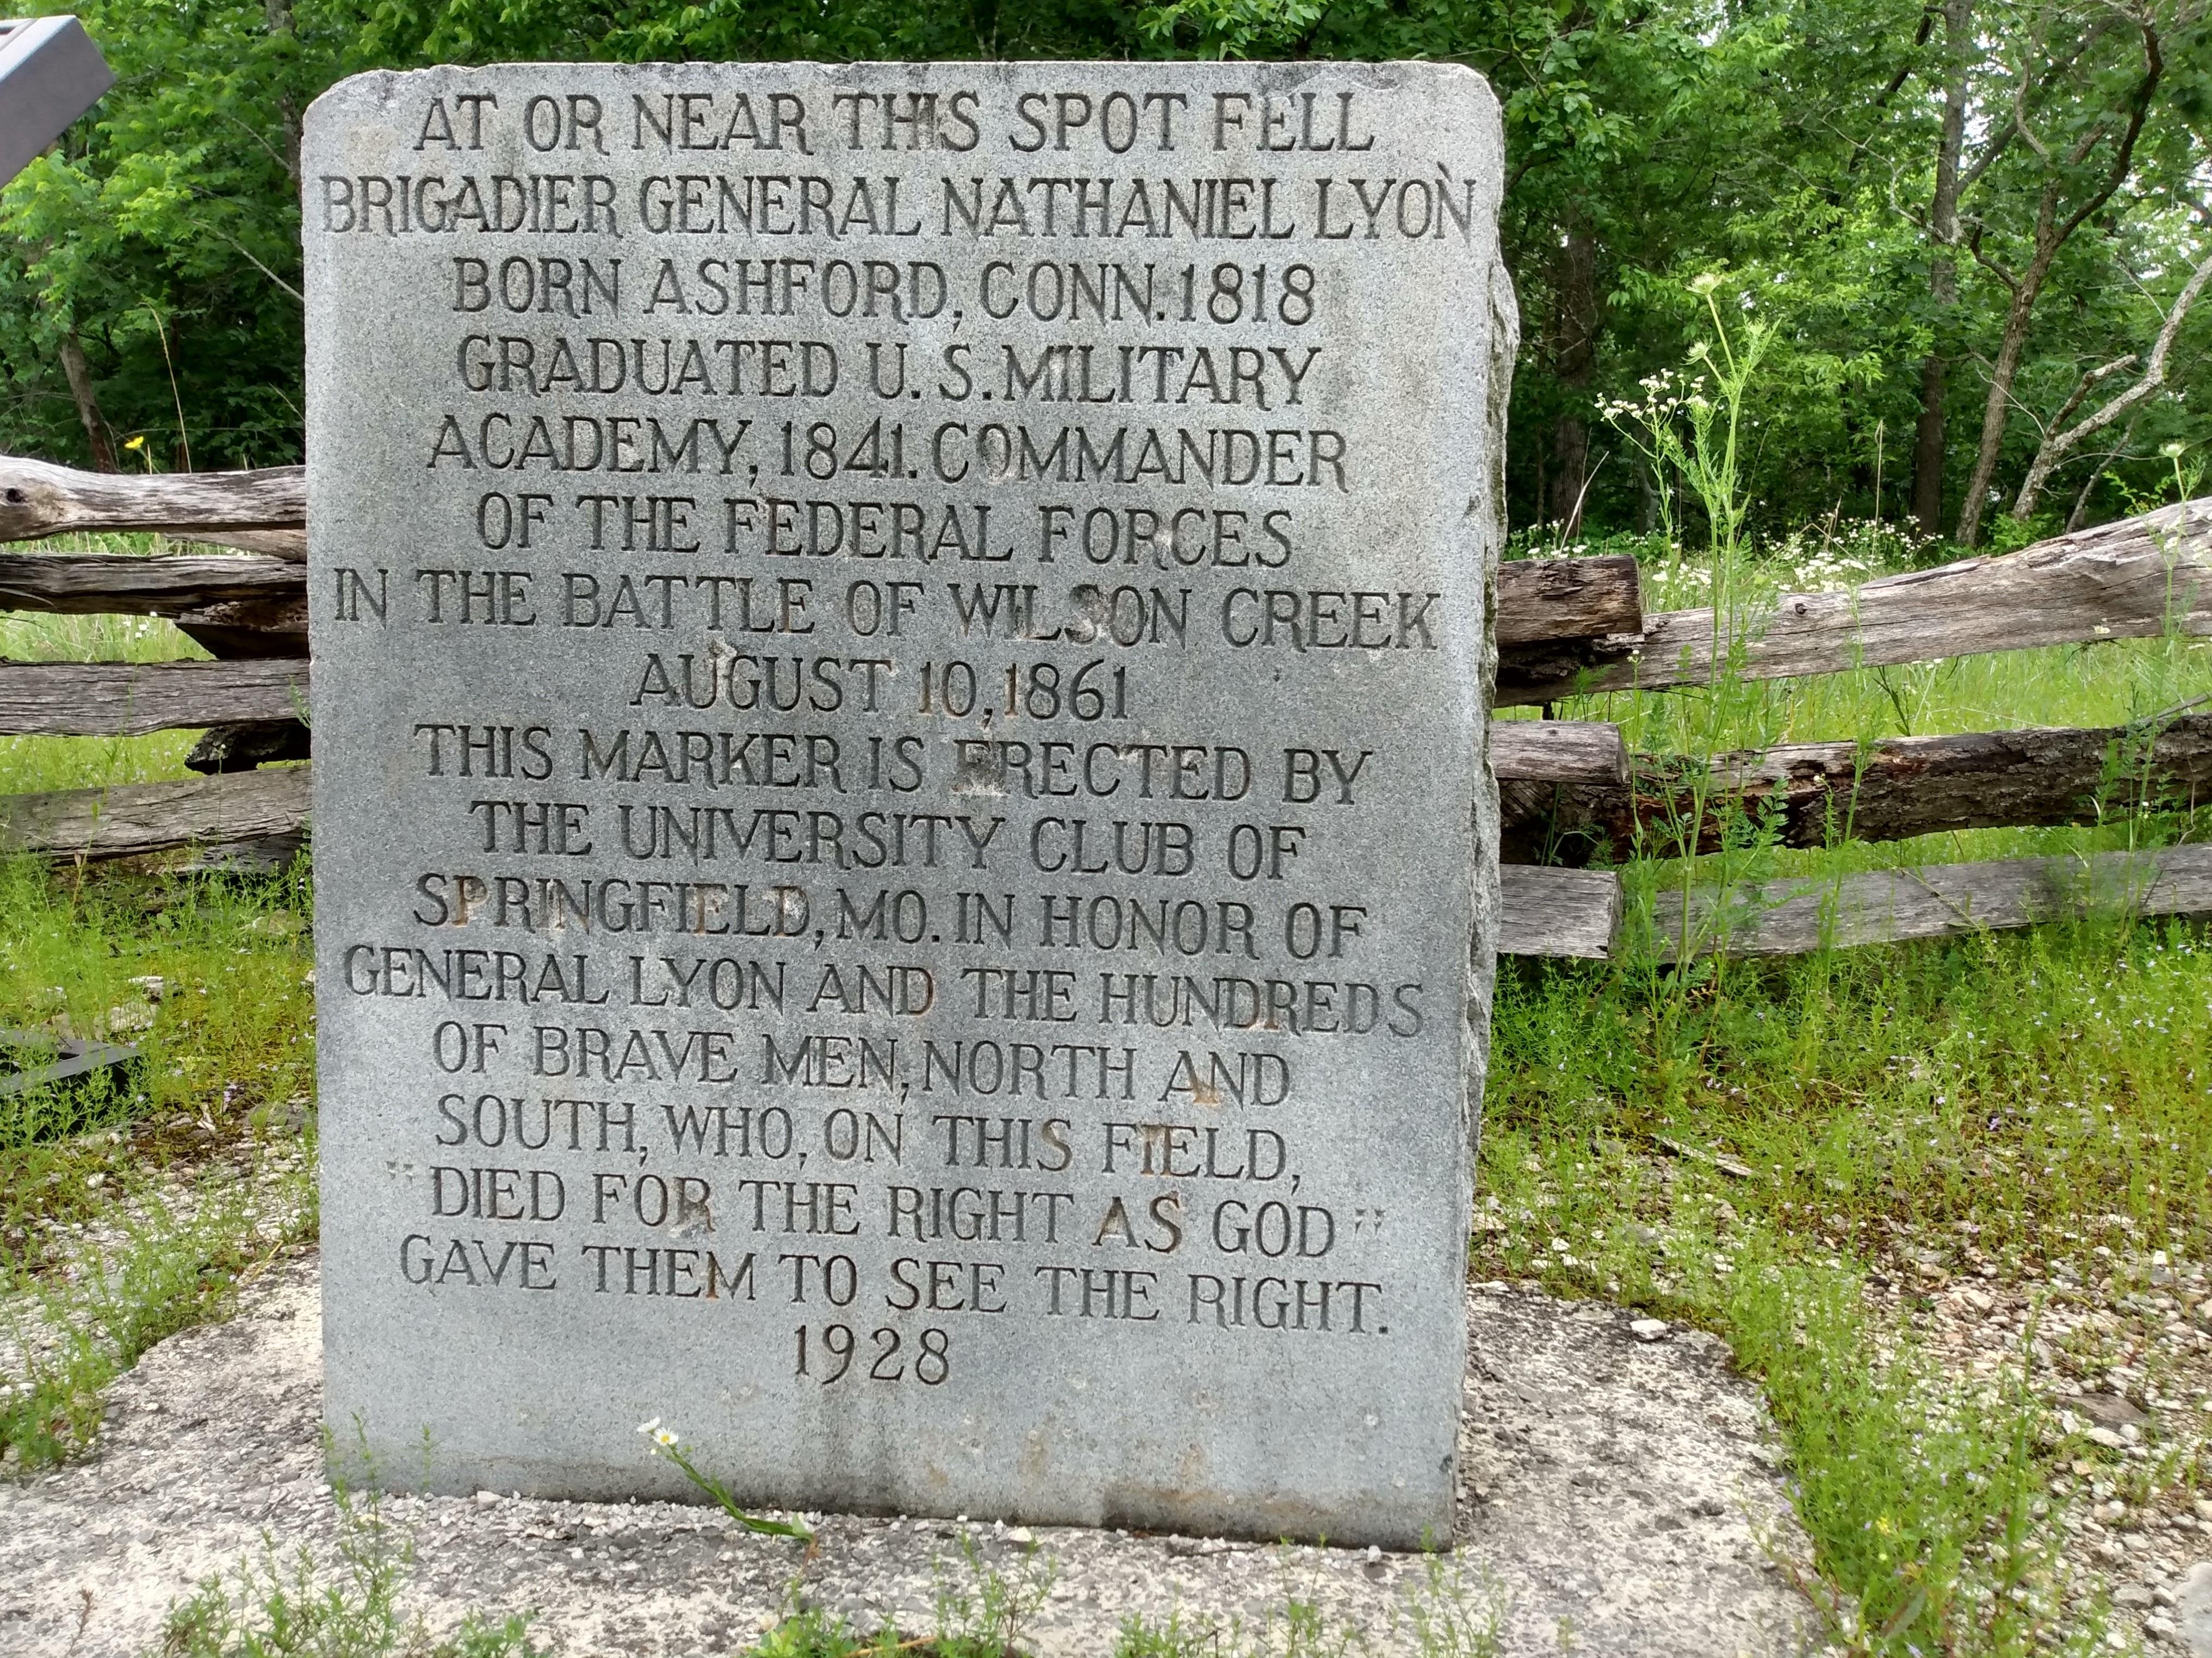 AT OR NEAR THIS SPOT FELL
BRIGADIER GENERAL NATHANIEL LYON
BORN ASHFORD, CONN. 1818
GRADUATED U.S. MILITARY
ACADEMY, 1841. COMMANDER
OF THE FEDERAL FORCES
IN THE BATTLE OF WILSON CREEK
AUGUST 10, 1861
THIS MARKER IS ERECTED BY
THE UNIVERSITY CLUB OF
SPRINGFIELD, MO. IN HONOR OF
GENERAL LYON AND THE HUNDREDS
OF BRAVE MEN, NORTH AND
SOUTH, WHO, ON THIS FIELD,
"DIED FOR THE RIGHT AS GOD"
GAVE THEM TO SEE THE RIGHT.
1928